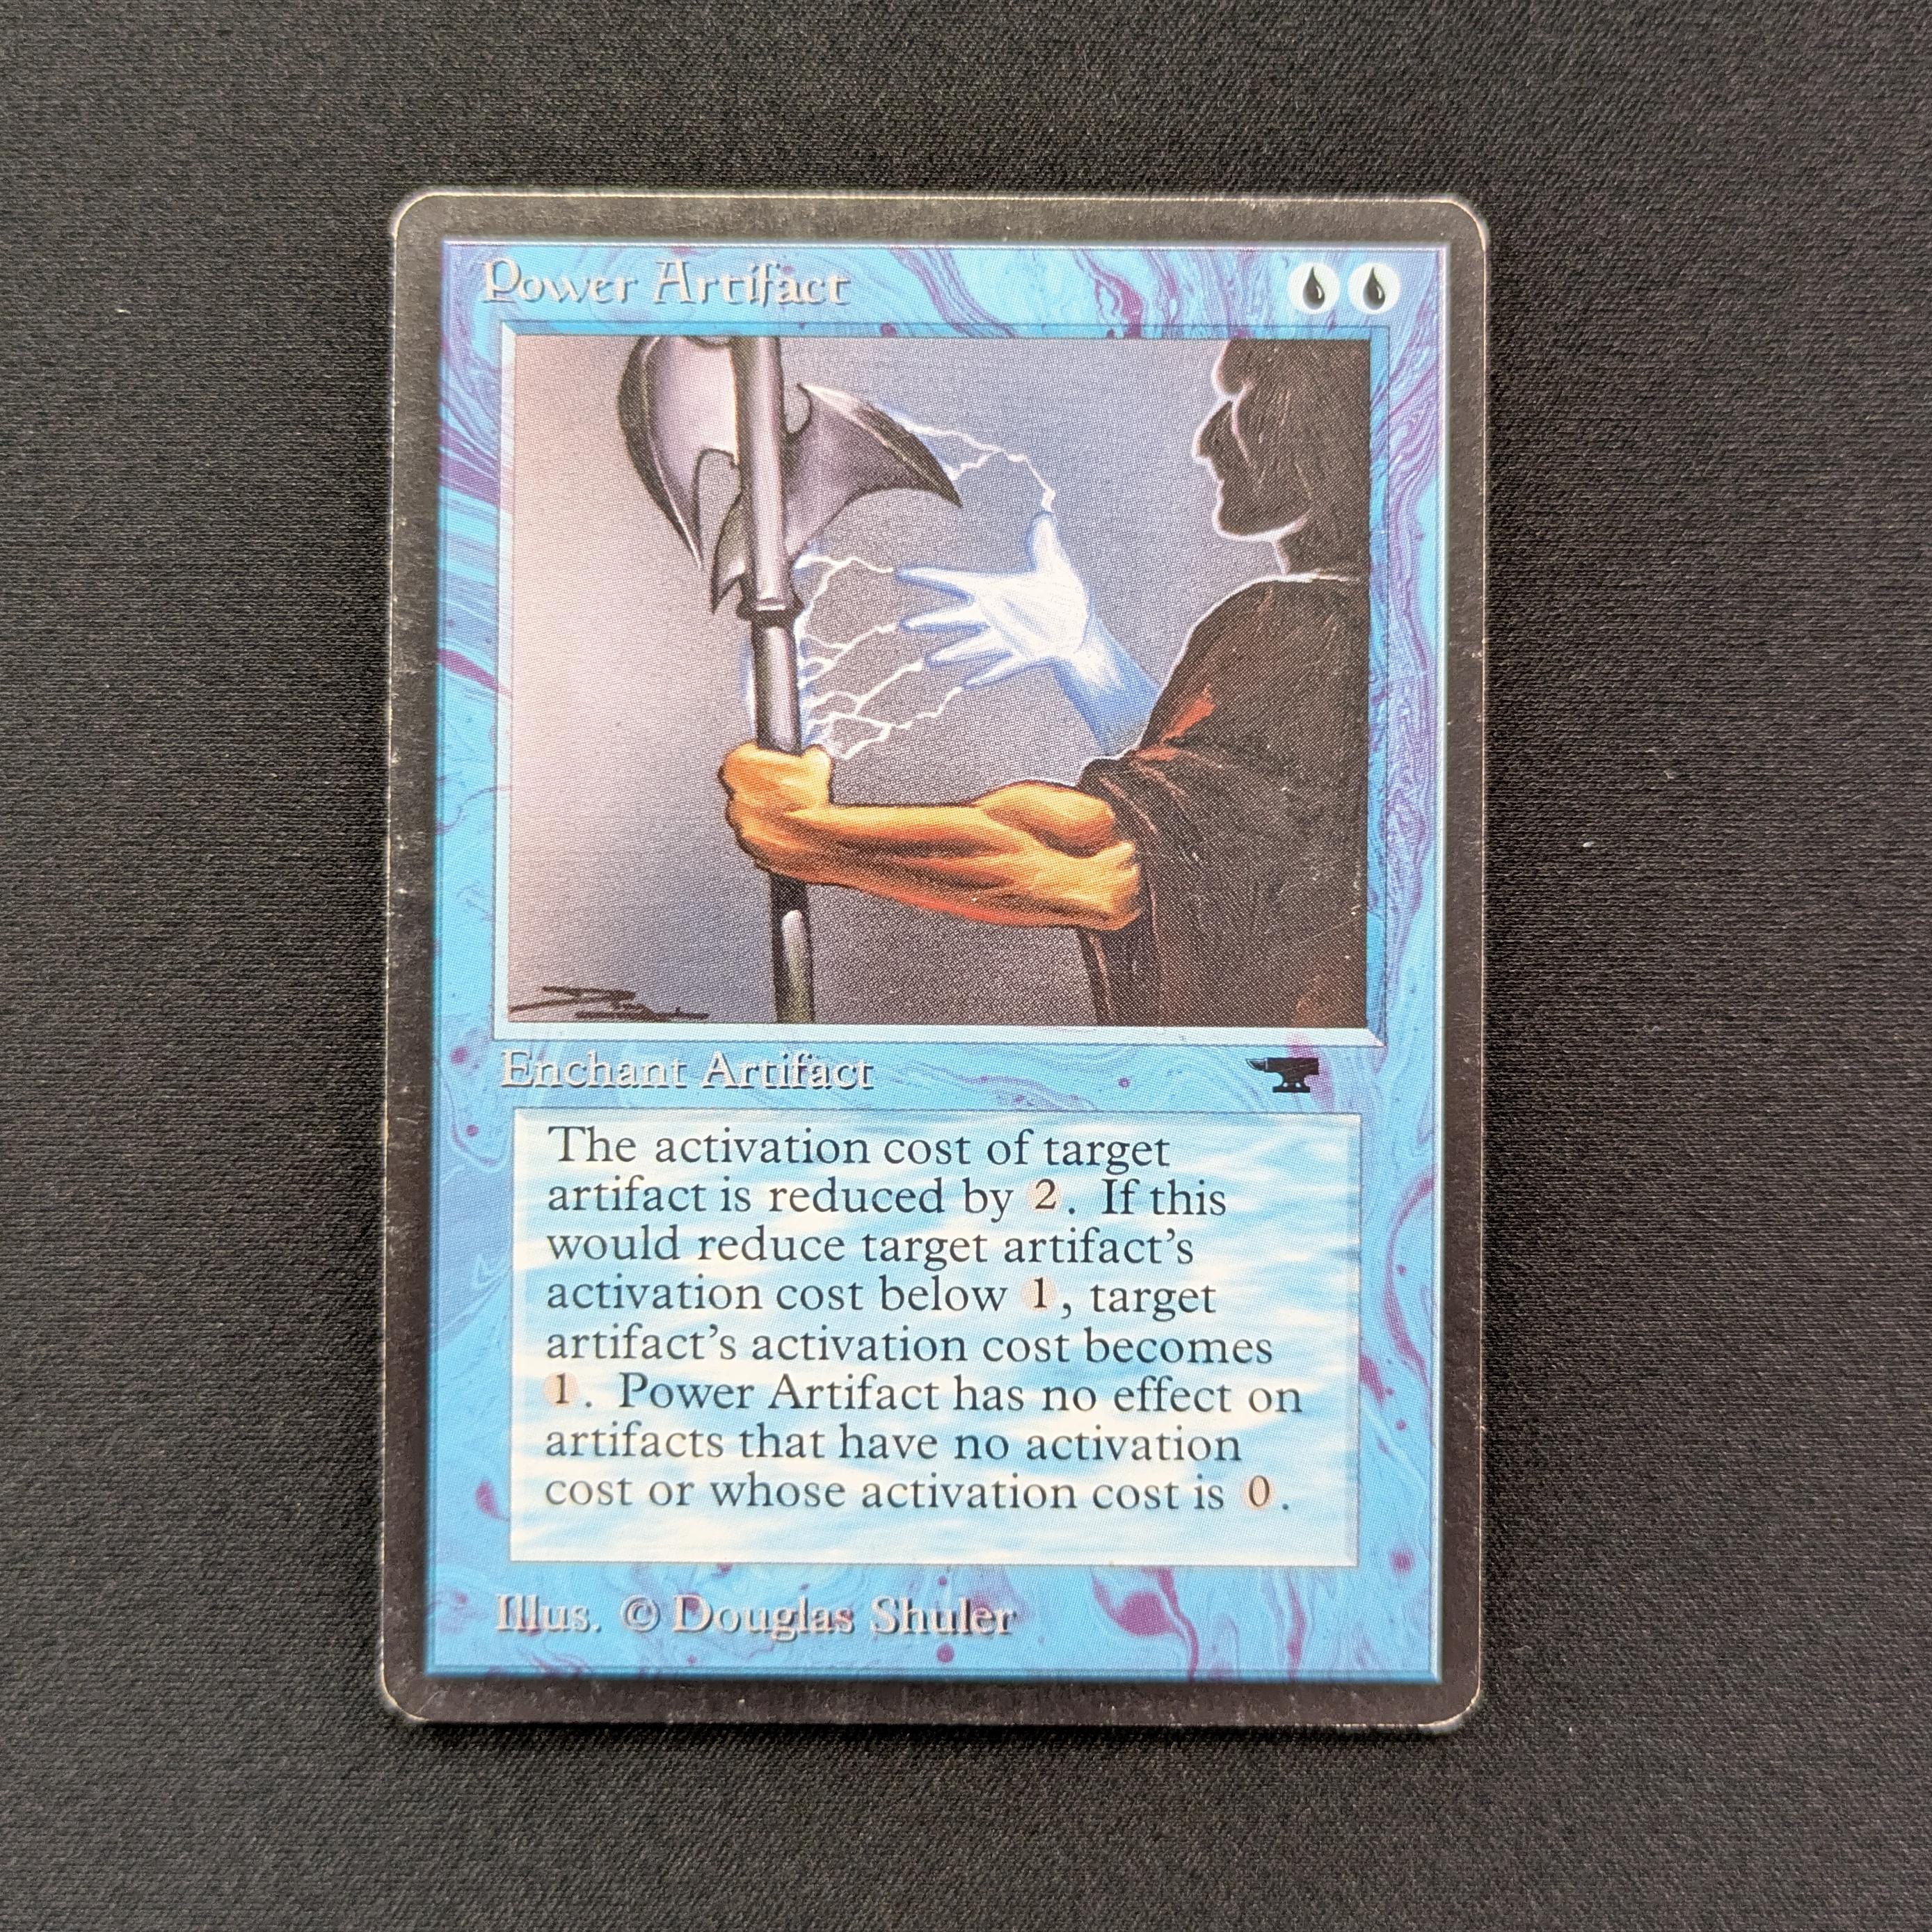 Power Artifact
Enchant Artifact
The activation cost of target
artifact is reduced by 2. If this
would reduce target artifact's
activation cost below 1, target
artifact's activation cost becomes
1. Power Artifact has no effect on
artifacts that have no activation
cost or whose activation cost is 0.
Illus. © Douglas Shuler